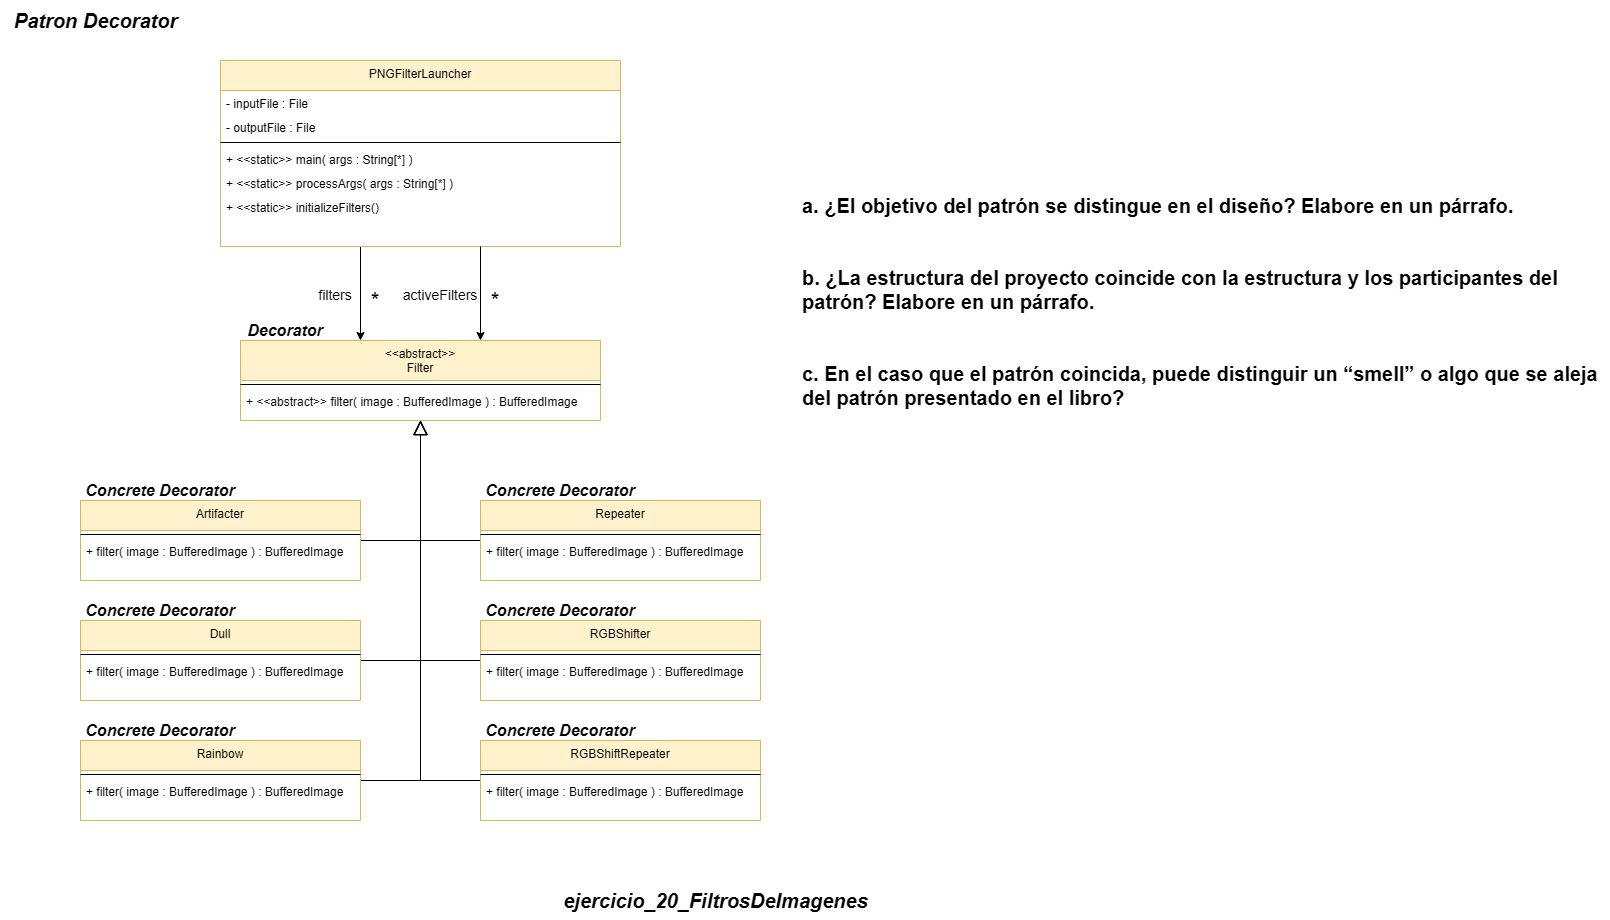 Patron Decorator
PNGFilterLauncher
- inputFile : File
- outputFile : File
+ <<static>> main( args : String[*] )
+ <<static>> processArgs( args : String[*] )
+ <<static>> initializeFilters()
filters * activeFilters *
Decorator
<<abstract>>
Filter
+ <<abstract>> filter( image : BufferedImage ) : BufferedImage
Concrete Decorator
Artifacter
+ filter( image : BufferedImage ) : BufferedImage
Concrete Decorator
Repeater
+ filter( image : BufferedImage ) : BufferedImage
Concrete Decorator
Dull
+ filter( image : BufferedImage ) : BufferedImage
Concrete Decorator
RGBShifter
+ filter( image : BufferedImage ) : BufferedImage
Concrete Decorator
Rainbow
+ filter( image : BufferedImage ) : BufferedImage
Concrete Decorator
RGBShiftRepeater
+ filter( image : BufferedImage ) : BufferedImage
a. ¿El objetivo del patrón se distingue en el diseño? Elabore en un párrafo.
b. ¿La estructura del proyecto coincide con la estructura y los participantes del
patrón? Elabore en un párrafo.
c. En el caso que el patrón coincida, puede distinguir un “smell” o algo que se aleja
del patrón presentado en el libro?
ejercicio_20_FiltrosDeImagenes